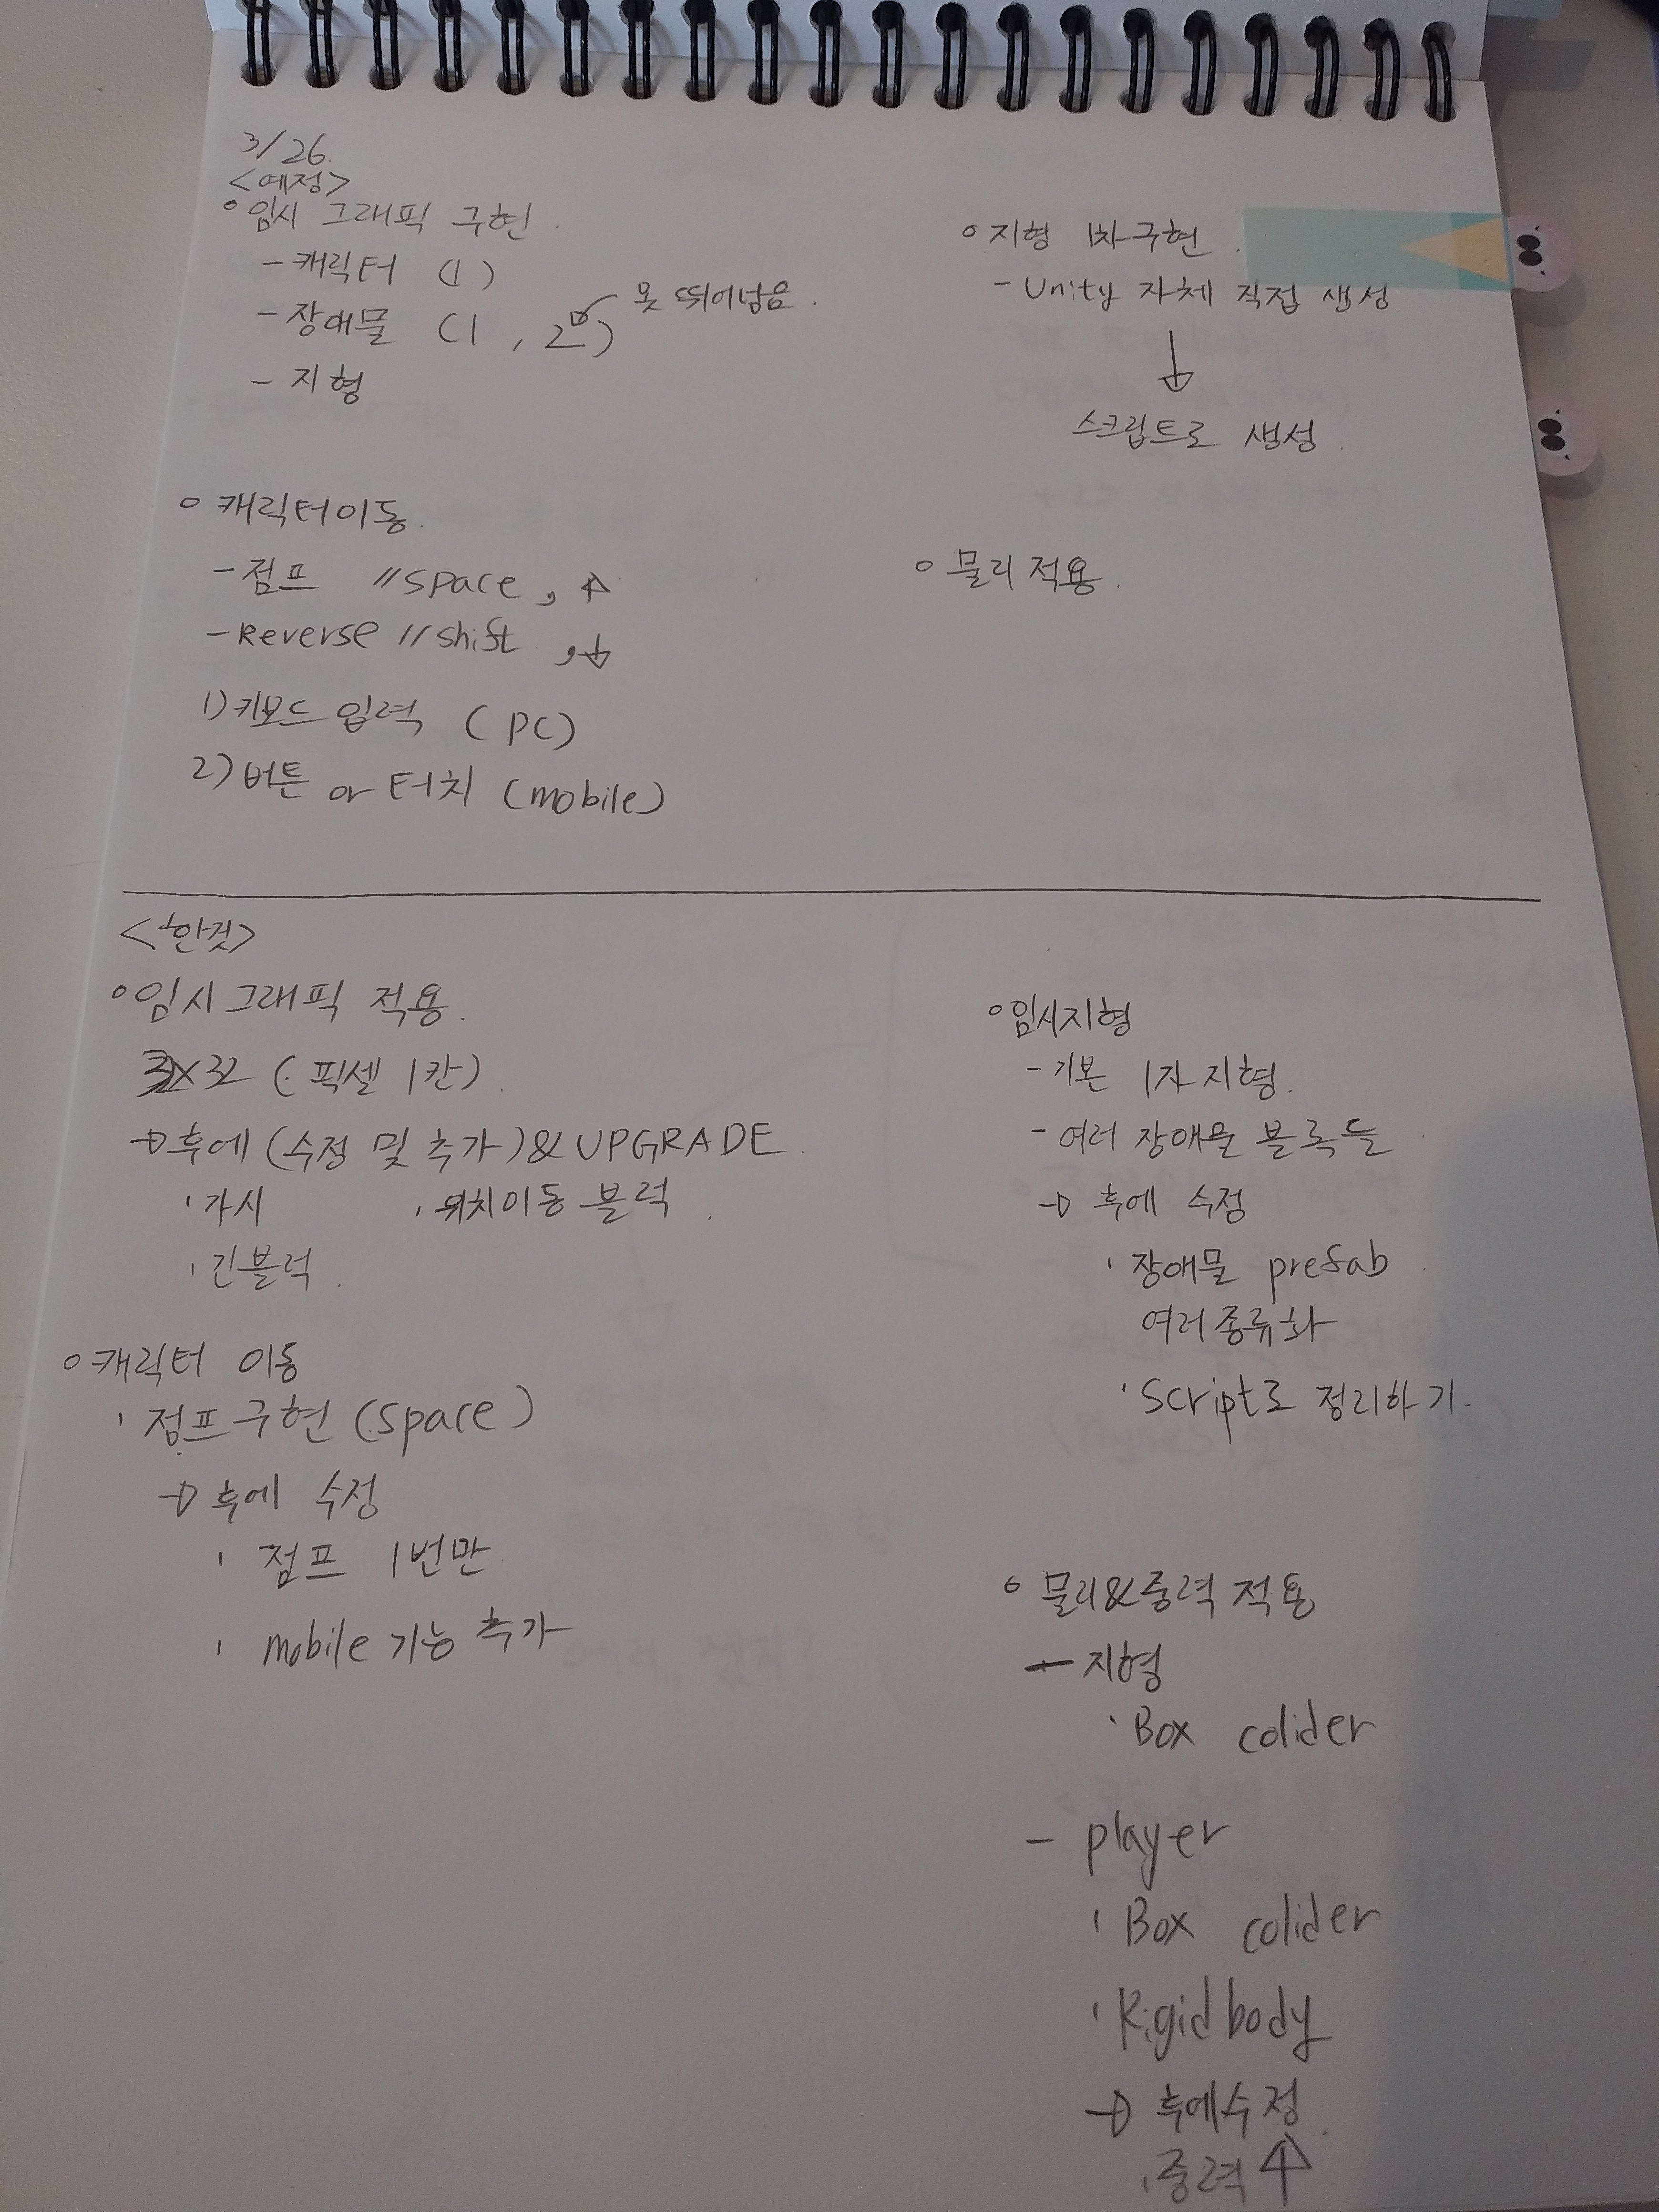 3/26.
<예정>
○ 임시 그래픽 구현.
- 캐릭터 (1)
- 장애물 (1, 2) 못 뛰어넘음.
- 지형
○ 캐릭터이동.
- 점프 //space, ↑
- Reverse //shift, ↓
1) 키보드 입력 (PC)
2) 버튼 or 터치 (mobile)
○ 지형 1차구현.
- Unity 자체 직접 생성
↓
스크립트로 생성.
○ 물리 적용.
<한것>
○ 임시그래픽 적용.
32x32 (픽셀 1칸)
→ 후에 (수정 및 추가)&UPGRADE.
· 가시 · 위치이동 블럭.
· 긴블럭.
○ 캐릭터 이동
· 점프구현 (space)
→ 후에 수정
· 점프 1번만
· mobile 기능 추가
○ 임시지형
- 기본 1자 지형.
- 여러 장애물 블록들.
→ 후에 수정
· 장애물 prefab.
여러종류화
· Script로 정리하기.
○ 물리&중력 적용
- 지형
· Box colider
- player
· Box colider
· Rigid body
→ 후에수정.
· 중력 ↑